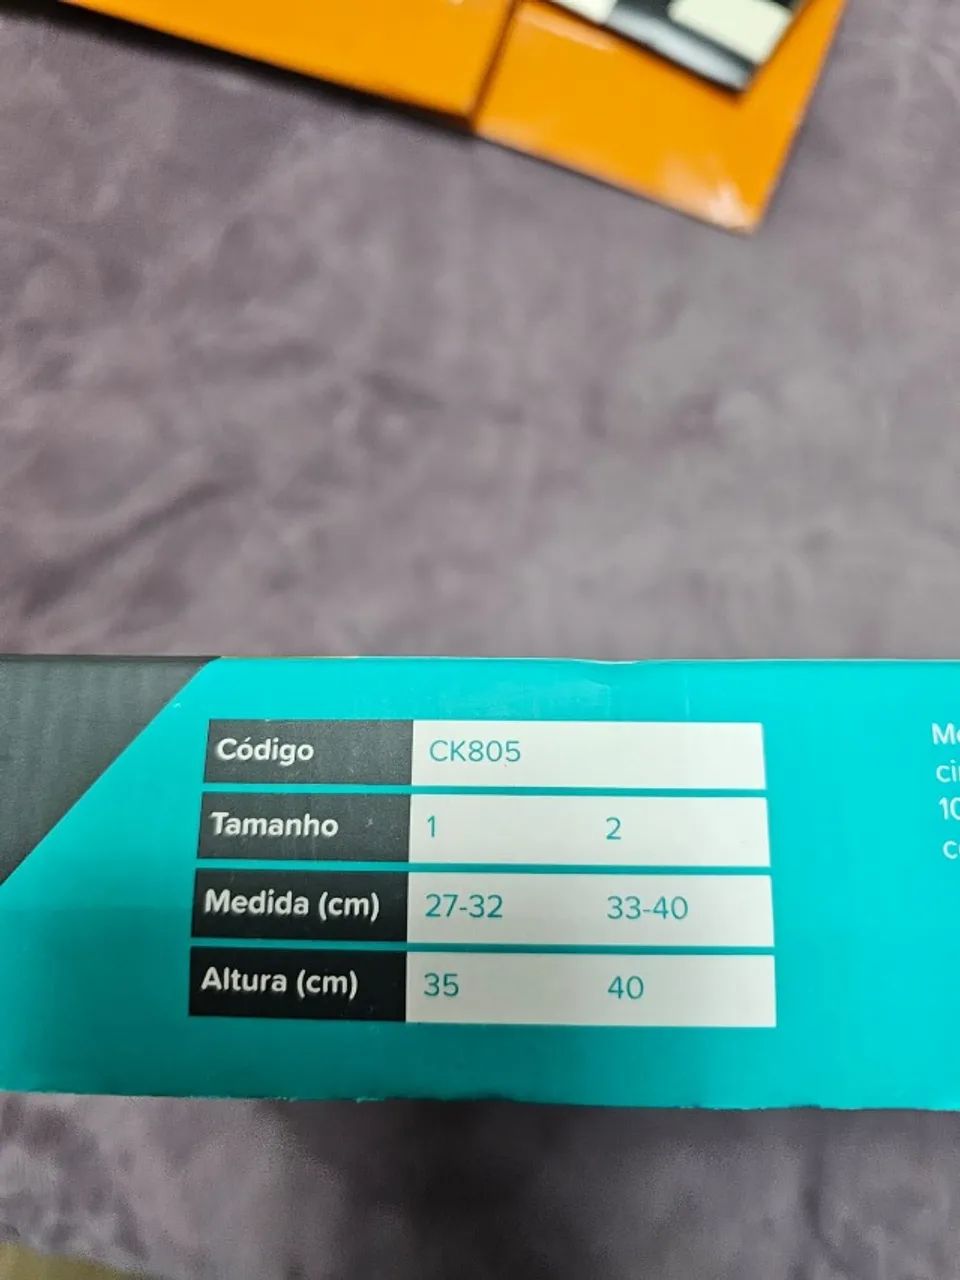 Código CK805
Tamanho 1 2
Medida (cm) 27-32 33-40
Altura (cm) 35 40